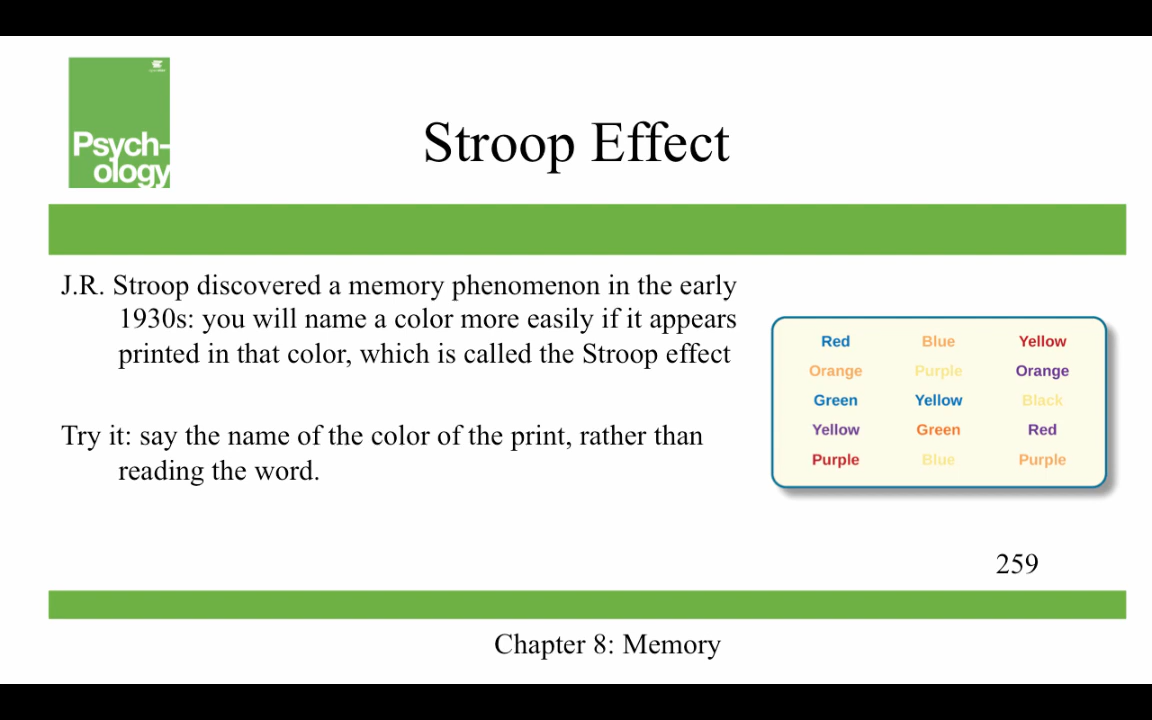 Psych-
ology
Stroop Effect
J.R. Stroop discovered a memory phenomenon in the early
1930s: you will name a color more easily if it appears
printed in that color, which is called the Stroop effect
Try it: say the name of the color of the print, rather than
reading the word.
Red Blue Yellow
Orange Purple Orange
Green Yellow Black
Yellow Green Red
Purple Blue Purple
259
Chapter 8: Memory